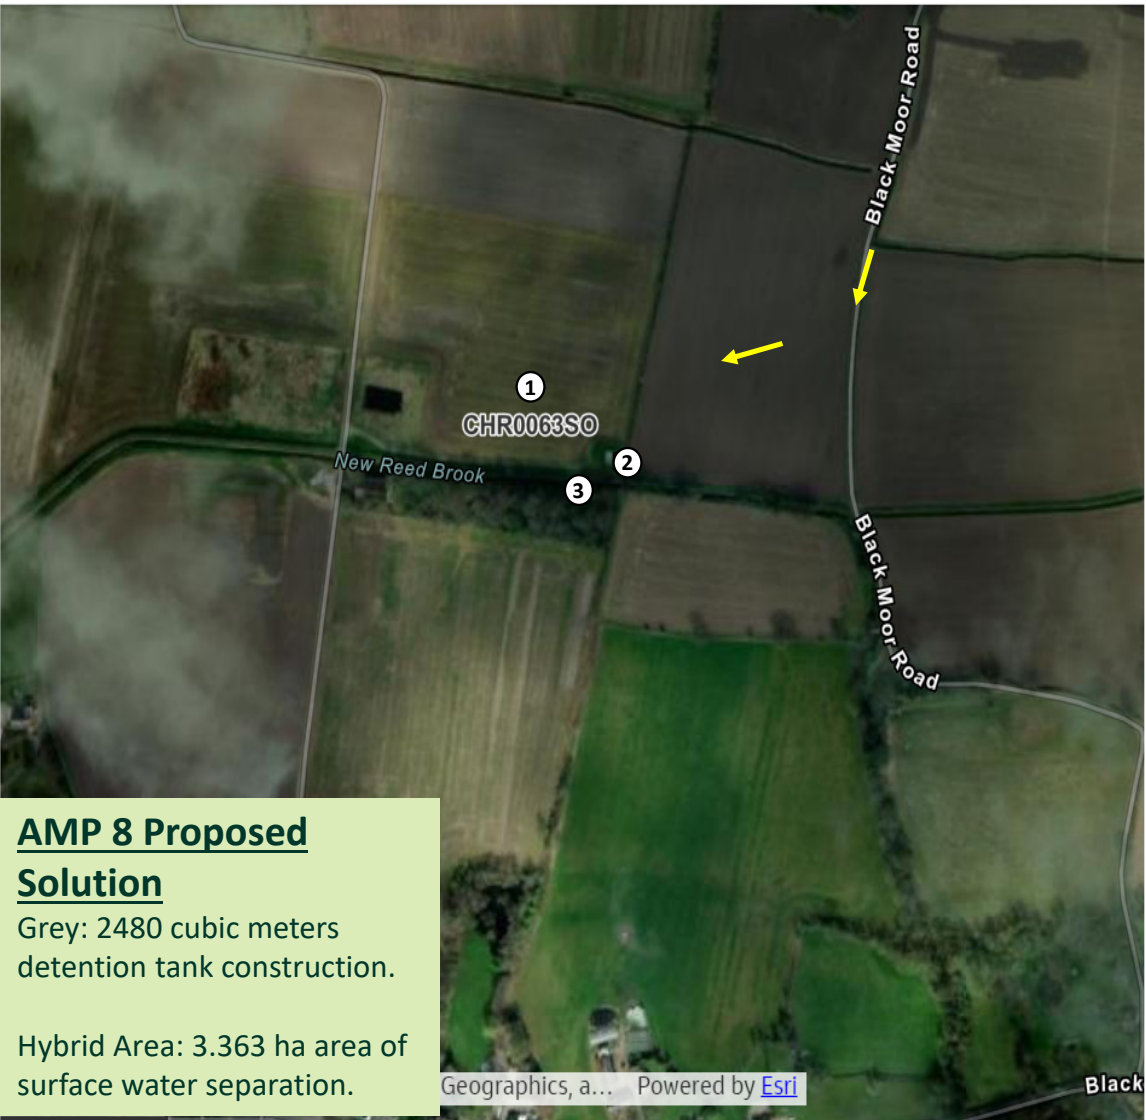 Black Moor Road
1
CHR0063SO
2
New Reed Brook
3
Black Moor Road
AMP 8 Proposed
Solution
Grey: 2480 cubic meters
detention tank construction.
Hybrid Area: 3.363 ha area of
surface water separation.
Geographics, a... Powered by Esri
Black